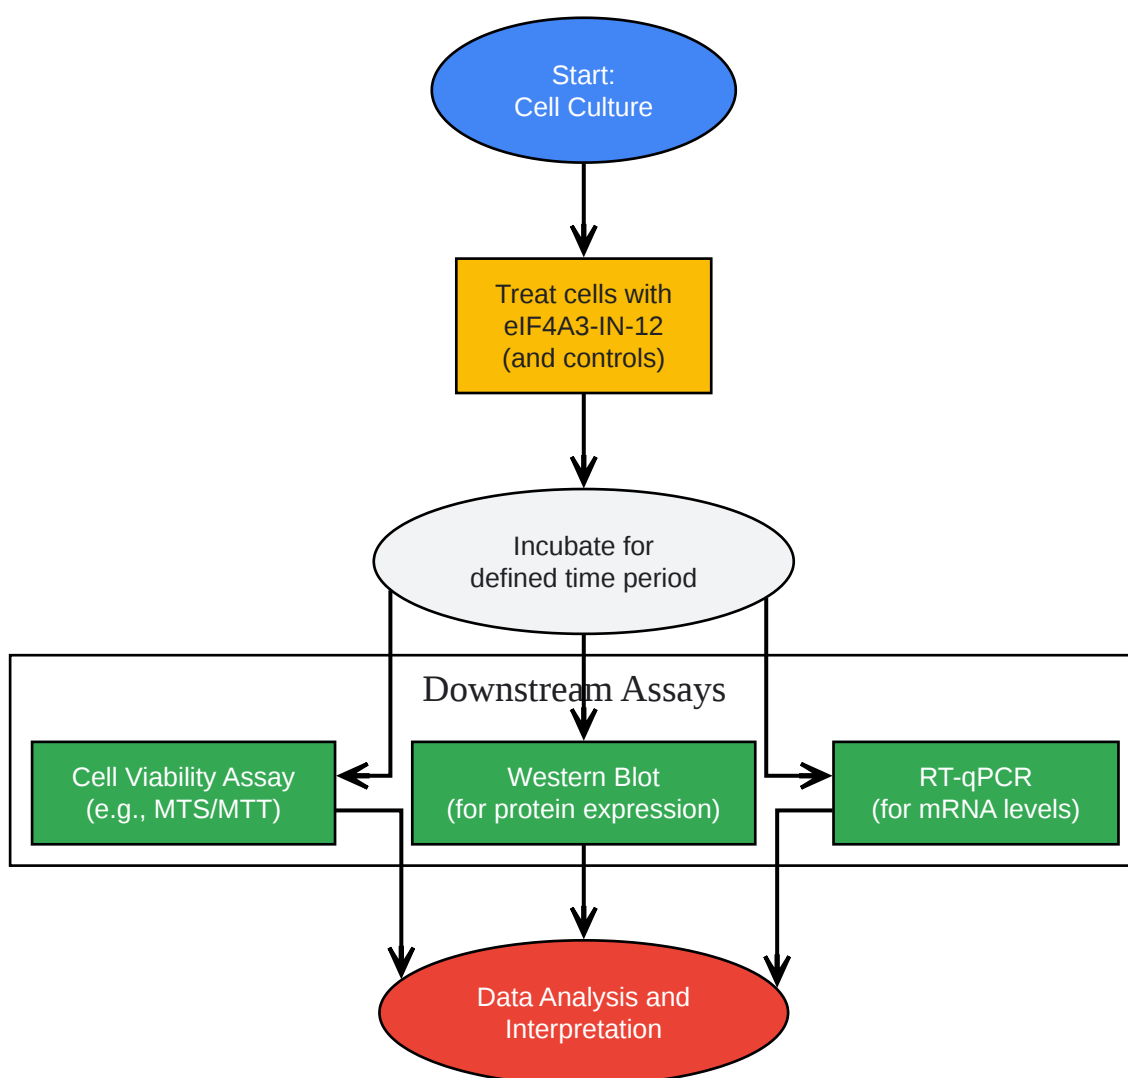 Start:
Cell Culture
Treat cells with
eIF4A3-IN-12
(and controls)
Incubate for
defined time period
Downstream Assays
Cell Viability Assay
(e.g., MTS/MTT)
Western Blot
(for protein expression)
RT-qPCR
(for mRNA levels)
Data Analysis and
Interpretation